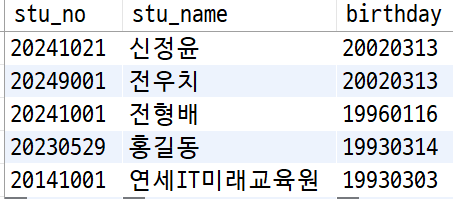 stu_no stu_name birthday
20241021 신정윤 20020313
20249001 전우치 20020313
20241001 전형배 19960116
20230529 홍길동 19930314
20141001 연세IT미래교육원 19930303